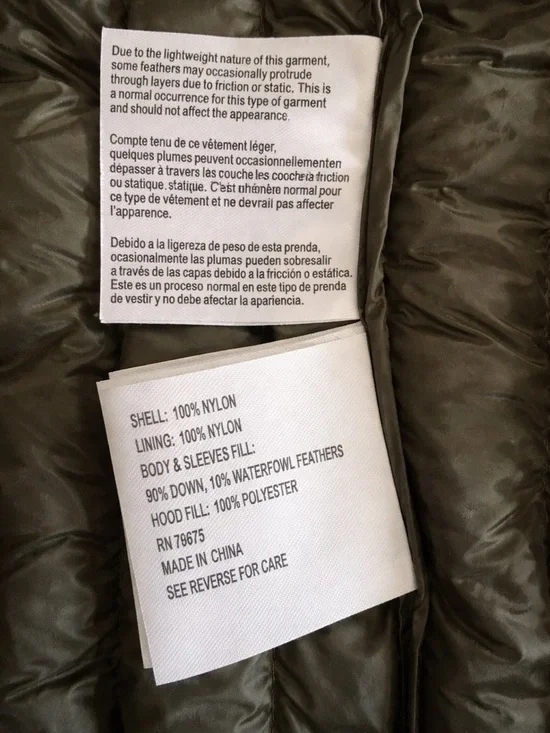 Due to the lightweight nature of this garment,
some feathers may occasionally protrude
through layers due to friction or static. This is
a normal occurrence for this type of garment
and should not affect the appearance.
Compte tenu de ce vêtement léger,
quelques plumes peuvent occasionnellementen
dépasser à travers lès couche les friction
ou statique, statique. C'est normal pour
ce type de vêtement et ne devrail pas affecter
l'apparence.
Debido a la ligereza de peso de esta prenda,
ocasionalmente las plumas pueden sobresalir
a través de las capas debido a la fricción o estática.
Este es un proceso normal en este tipo de prenda
de vestir y no debe afectar la apariencia.
SHELL: 100% NYLON
LINING: 100% NYLON
BODY & SLEEVES FILL:
90% DOWN, 10% WATERFOWL FEATHERS
HOOD FILL: 100% POLYESTER
RN 79675
MADE IN CHINA
SEE REVERSE FOR CARE